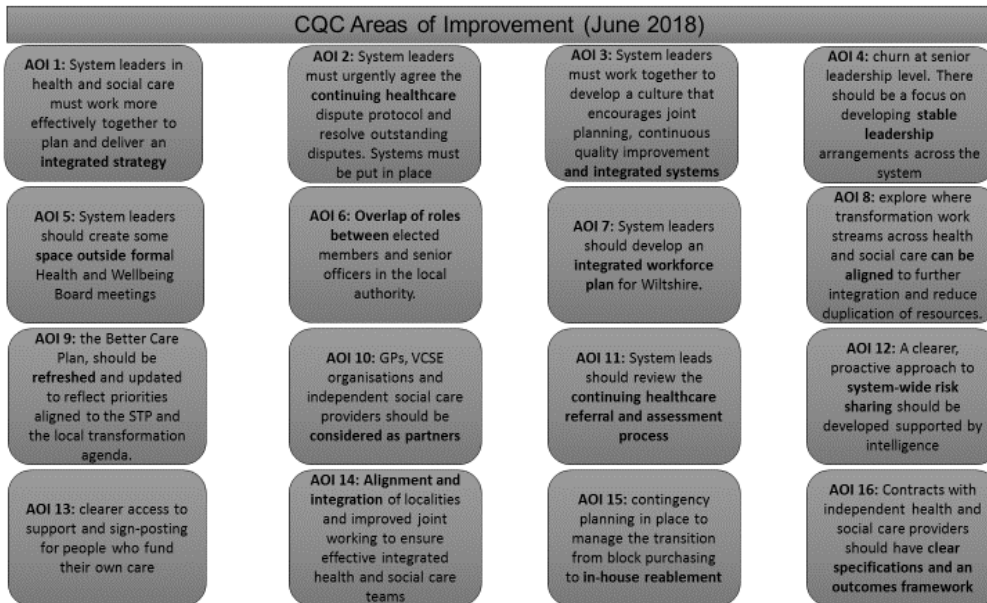 CQC Areas of Improvement (June 2018)
AOI 1: System leaders in
health and social care
must work more
effectively together to
plan and deliver an
integrated strategy
AOI 2: System leaders
must urgently agree the
continuing healthcare
dispute protocol and
resolve outstanding
disputes. Systems must
be put in place
AOI 3: System leaders
must work together to
develop a culture that
encourages joint
planning, continuous
quality improvement
and integrated systems
AOI 4: churn at senior
leadership level. There
should be a focus on
developing stable
leadership
arrangements across the
system
AOI 5: System leaders
should create some
space outside formal
Health and Wellbeing
Board meetings
AOI 6: Overlap of roles
between elected
members and senior
officers in the local
authority.
AOI 7: System leaders
should develop an
integrated workforce
plan for Wiltshire.
AOI 8: explore where
transformation work
streams across health
and social care can be
aligned to further
integration and reduce
duplication of resources.
AOI 9: the Better Care
Plan, should be
refreshed and updated
to reflect priorities
aligned to the STP and
the local transformation
agenda.
AOI 10: GPs, VCSE
organisations and
independent social care
providers should be
considered as partners
AOI 11: System leads
should review the
continuing healthcare
referral and assessment
process
AOI 12: A clearer,
proactive approach to
system-wide risk
sharing should be
developed supported by
intelligence
AOI 13: clearer access to
support and sign-posting
for people who fund
their own care
AOI 14: Alignment and
integration of localities
and improved joint
working to ensure
effective integrated
health and social care
teams
AOI 15: contingency
planning in place to
manage the transition
from block purchasing
to in-house reablement
AOI 16: Contracts with
independent health and
social care providers
should have clear
specifications and an
outcomes framework